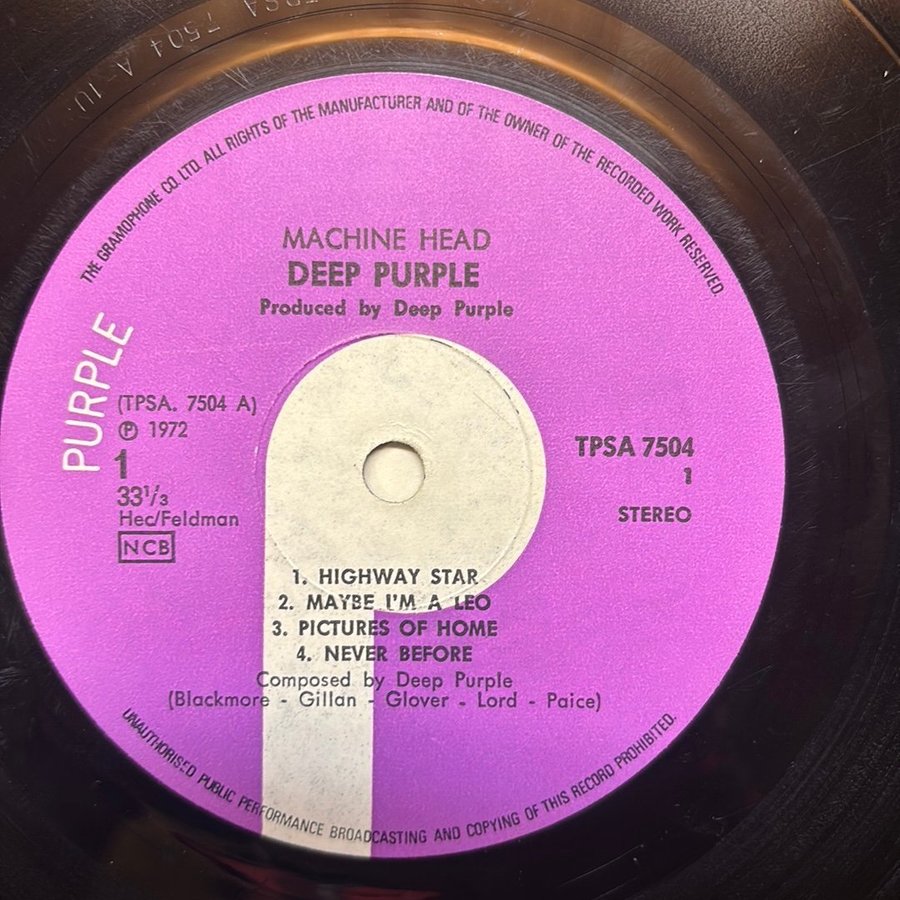 TPSA 7504 A-1U
THE GRAMOPHONE CO. LTD. ALL RIGHTS OF THE MANUFACTURER AND OF THE OWNER OF THE RECORDED WORK RESERVED.
MACHINE HEAD
DEEP PURPLE
Produced by Deep Purple
PURPLE
(TPSA. 7504 A)
℗ 1972
1
33¹/₃
Hec/Feldman
NCB
TPSA 7504
1
STEREO
1. HIGHWAY STAR
2. MAYBE I'M A LEO
3. PICTURES OF HOME
4. NEVER BEFORE
Composed by Deep Purple
(Blackmore - Gillan - Glover - Lord - Paice)
UNAUTHORISED PUBLIC PERFORMANCE BROADCASTING AND COPYING OF THIS RECORD PROHIBITED.